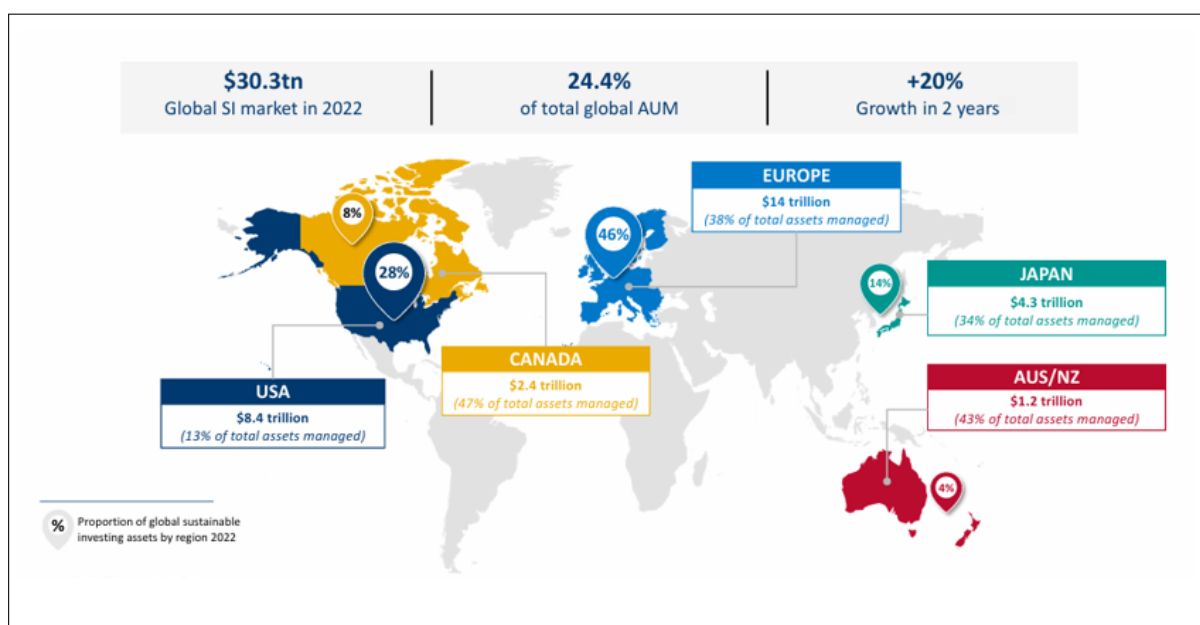 $30.3tn
Global SI market in 2022
24.4%
of total global AUM
+20%
Growth in 2 years
EUROPE
$14 trillion
(38% of total assets managed)
8%
46%
28%
14%
JAPAN
$4.3 trillion
(34% of total assets managed)
CANADA
$2.4 trillion
(47% of total assets managed)
USA
$8.4 trillion
(13% of total assets managed)
AUS/NZ
$1.2 trillion
(43% of total assets managed)
4%
%
Proportion of global sustainable
investing assets by region 2022